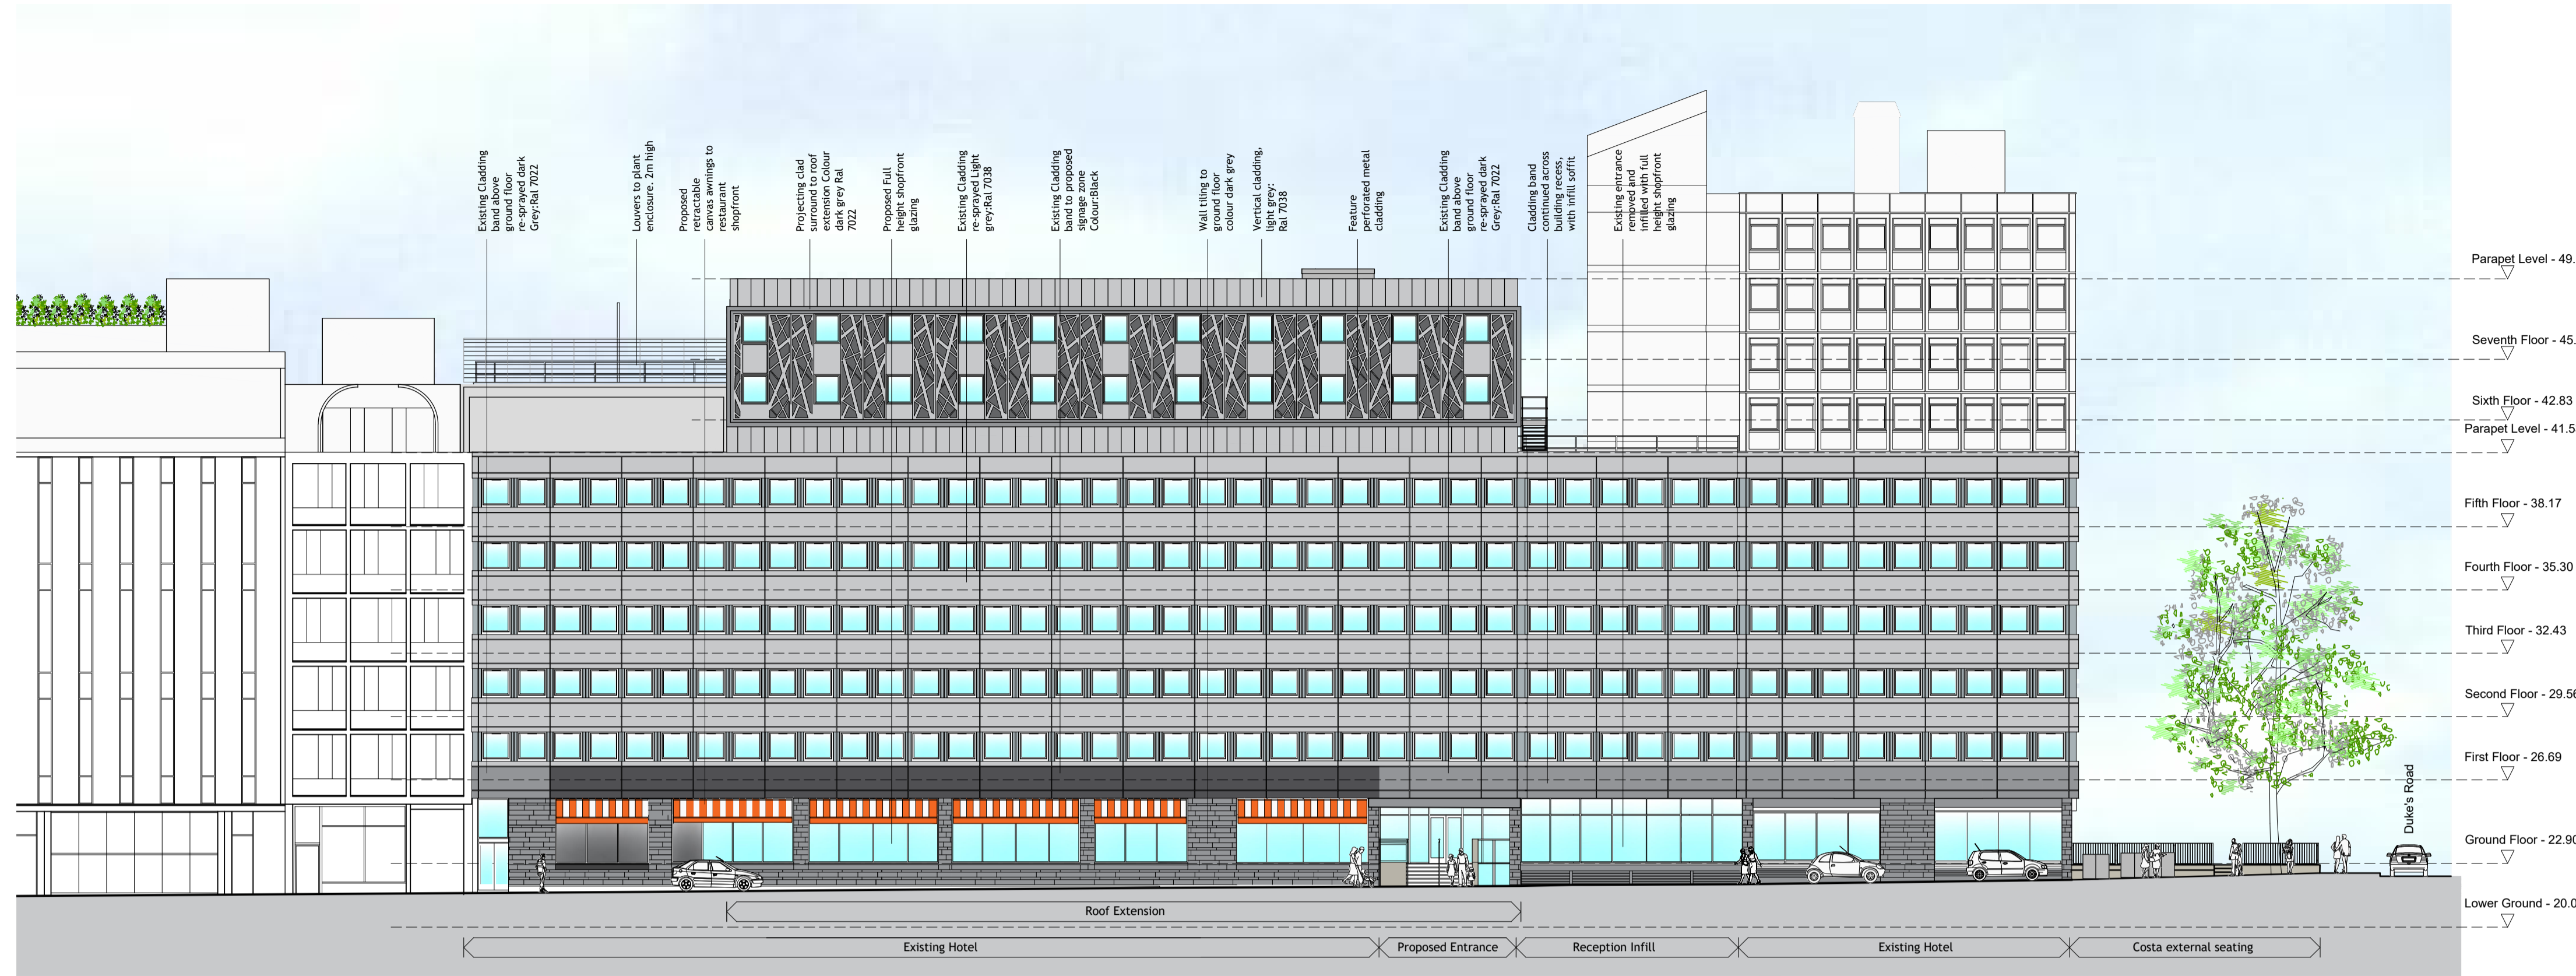 Existing Cladding
band above
ground floor
re-sprayed dark
Grey:Ral 7022
Louvers to plant
enclosure. 2m high
Proposed
retractable
canvas awnings to
restaurant
shopfront
Projecting clad
surround to roof
extension Colour
dark grey Ral
7022
Proposed Full
height shopfront
glazing
Existing Cladding
re-sprayed Light
grey:Ral 7038
Existing Cladding
band to proposed
signage zone
Colour:Black
Wall tiling to
ground floor
colour dark grey
Vertical cladding,
light grey:
Ral 7038
Feature
perforated metal
cladding
Existing Cladding
band above
ground floor
re-sprayed dark
Grey:Ral 7022
Cladding band
continued across
building recess,
with infill soffit
Existing entrance
removed and
infilled with full
height shopfront
glazing
Parapet Level - 49.
Seventh Floor - 45.
Sixth Floor - 42.83
Parapet Level - 41.5
Fifth Floor - 38.17
Fourth Floor - 35.30
Third Floor - 32.43
Second Floor - 29.56
First Floor - 26.69
Duke's Road
Ground Floor - 22.90
Lower Ground - 20.0
Roof Extension
Existing Hotel
Proposed Entrance
Reception Infill
Existing Hotel
Costa external seating